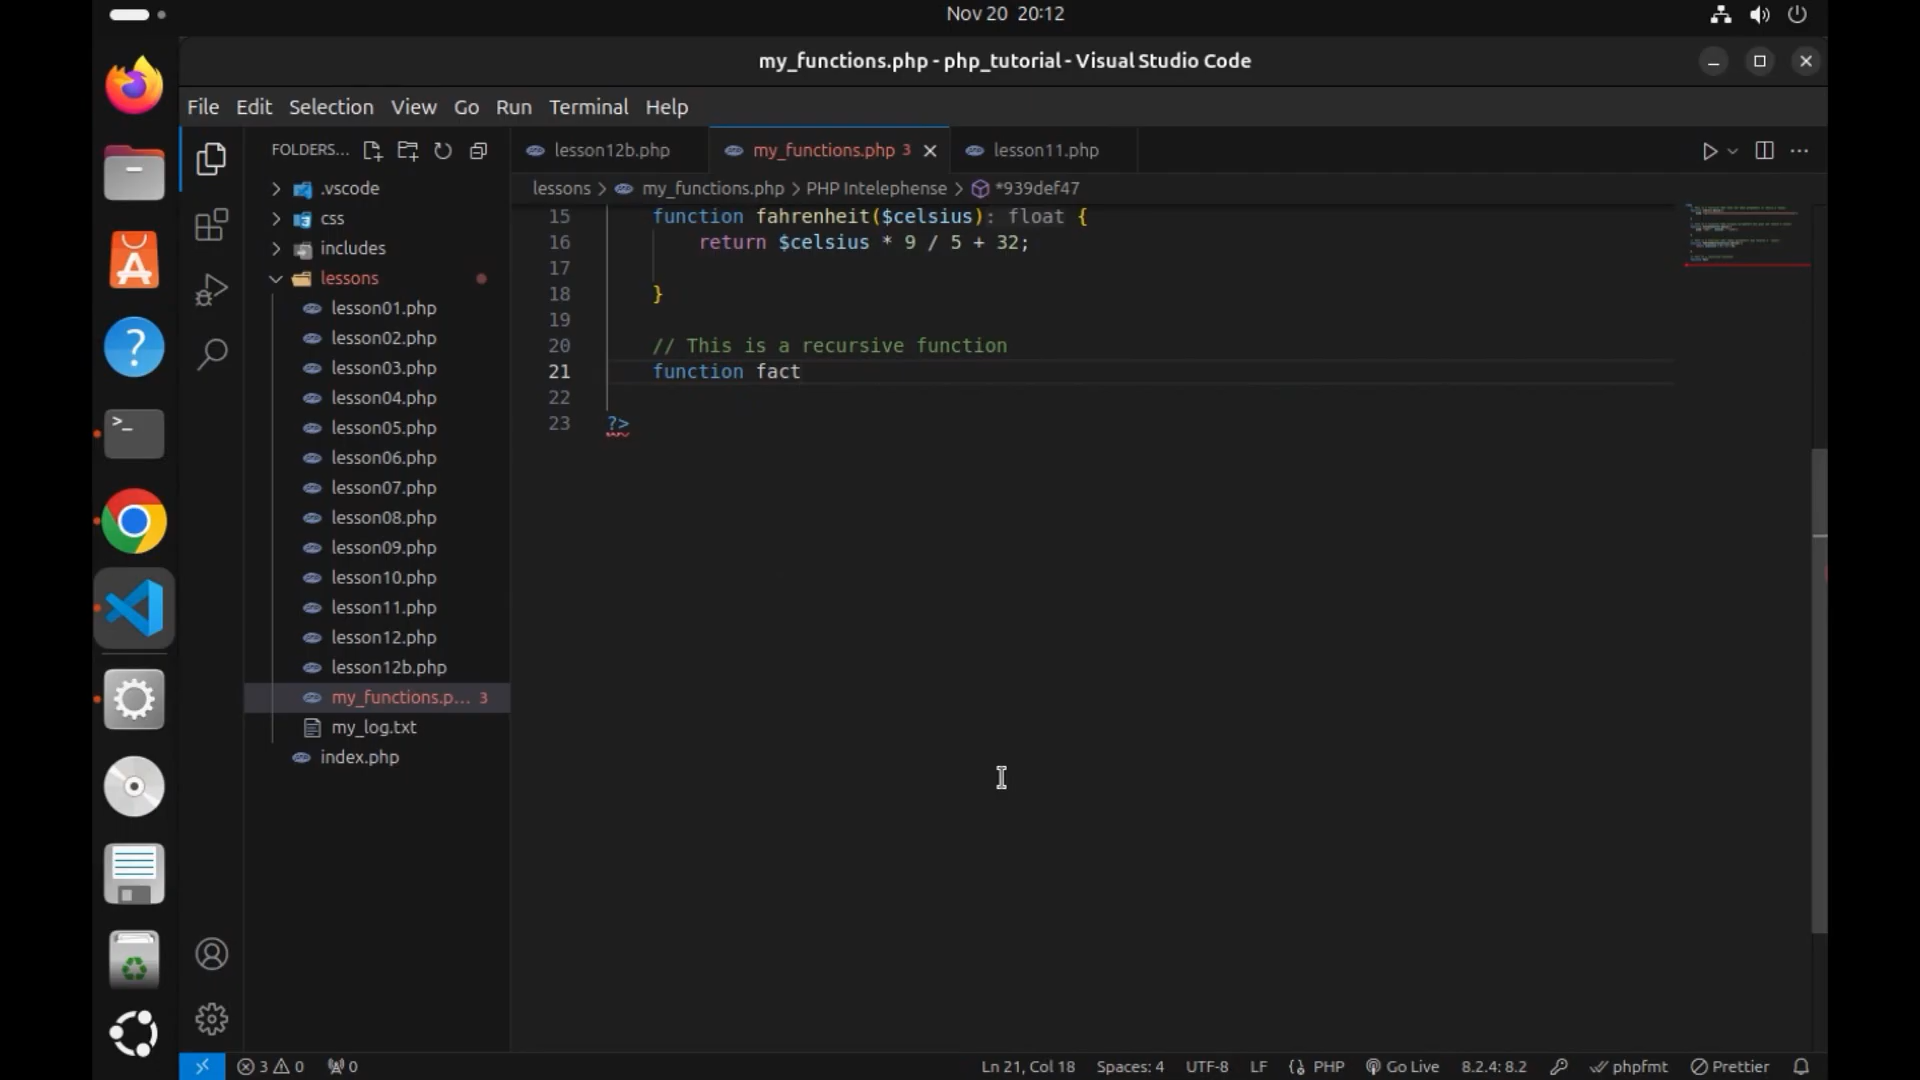 Nov 20 20:12
my_functions.php - php_tutorial - Visual Studio Code
File Edit Selection View Go Run Terminal Help
FOLDERS...
lesson12b.php
my_functions.php 3
lesson11.php
lessons > my_functions.php > PHP Intelephense > *939def47
.vscode
css
includes
lessons
lesson01.php
lesson02.php
lesson03.php
lesson04.php
lesson05.php
lesson06.php
lesson07.php
lesson08.php
lesson09.php
lesson10.php
lesson11.php
lesson12.php
lesson12b.php
my_functions.p... 3
my_log.txt
index.php
15 function fahrenheit($celsius): float {
16 return $celsius * 9 / 5 + 32;
17
18 }
19
20 // This is a recursive function
21 function fact
22
23 ?>
3 0 0
Ln 21, Col 18 Spaces: 4 UTF-8 LF {} PHP Go Live 8.2.4: 8.2 phpfmt Prettier